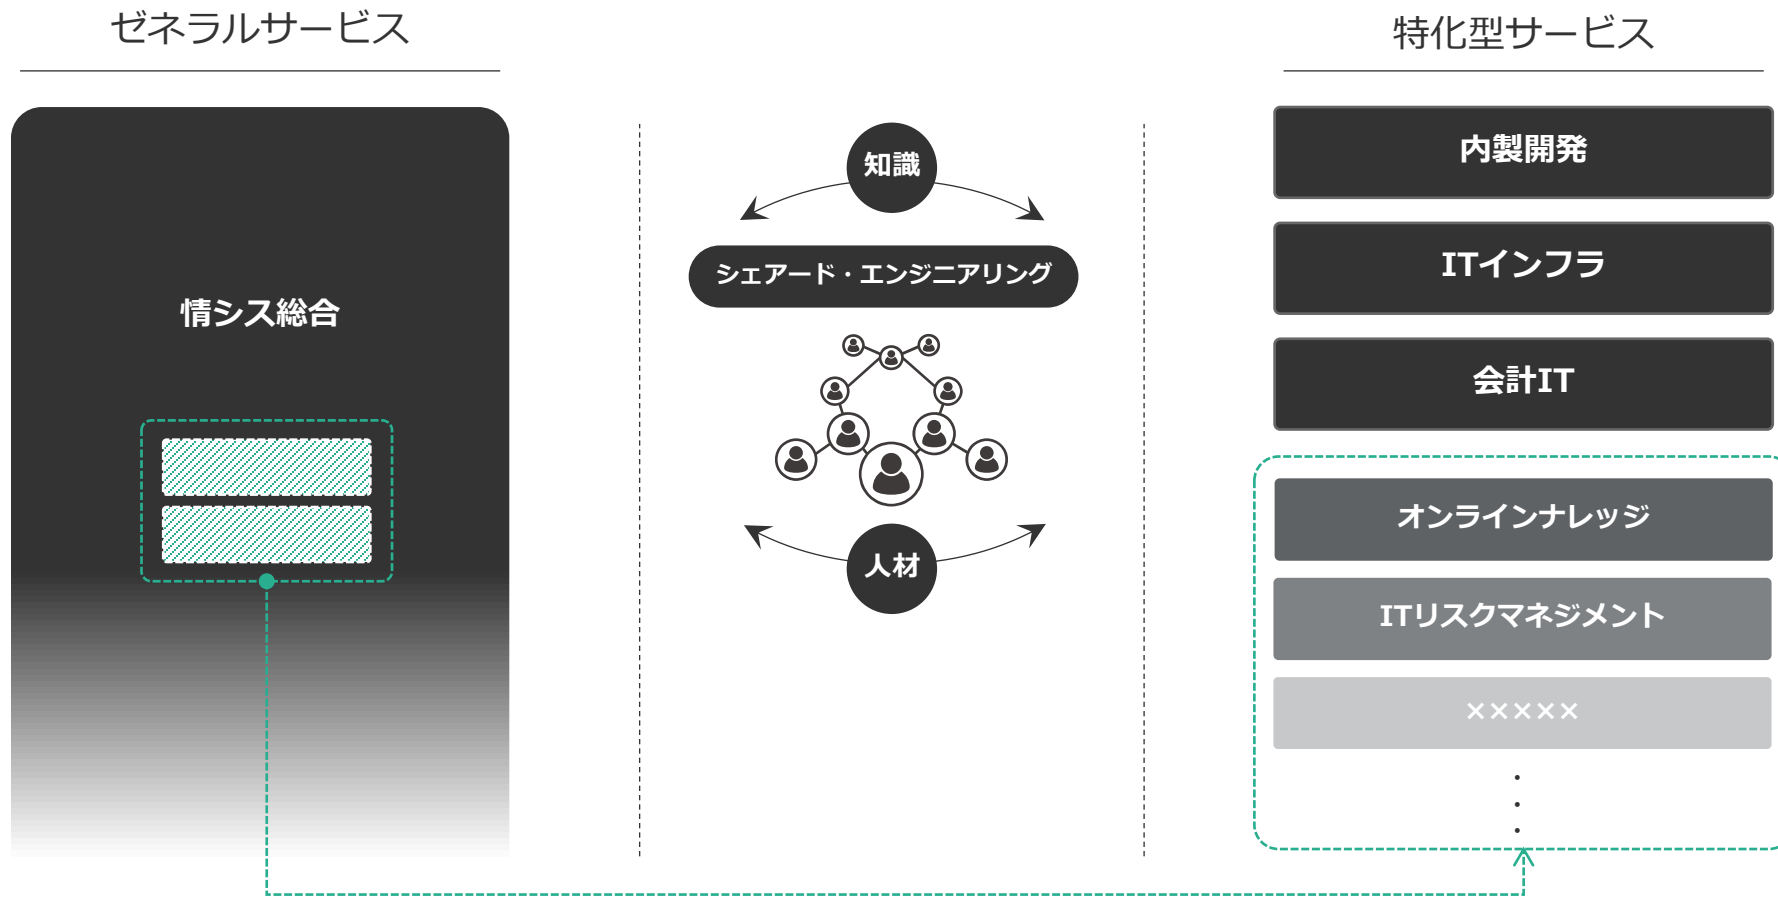 ゼネラルサービス
特化型サービス
情シス総合
知識
シェアード・エンジニアリング
人材
内製開発
ITインフラ
会計IT
オンラインナレッジ
ITリスクマネジメント
×××××